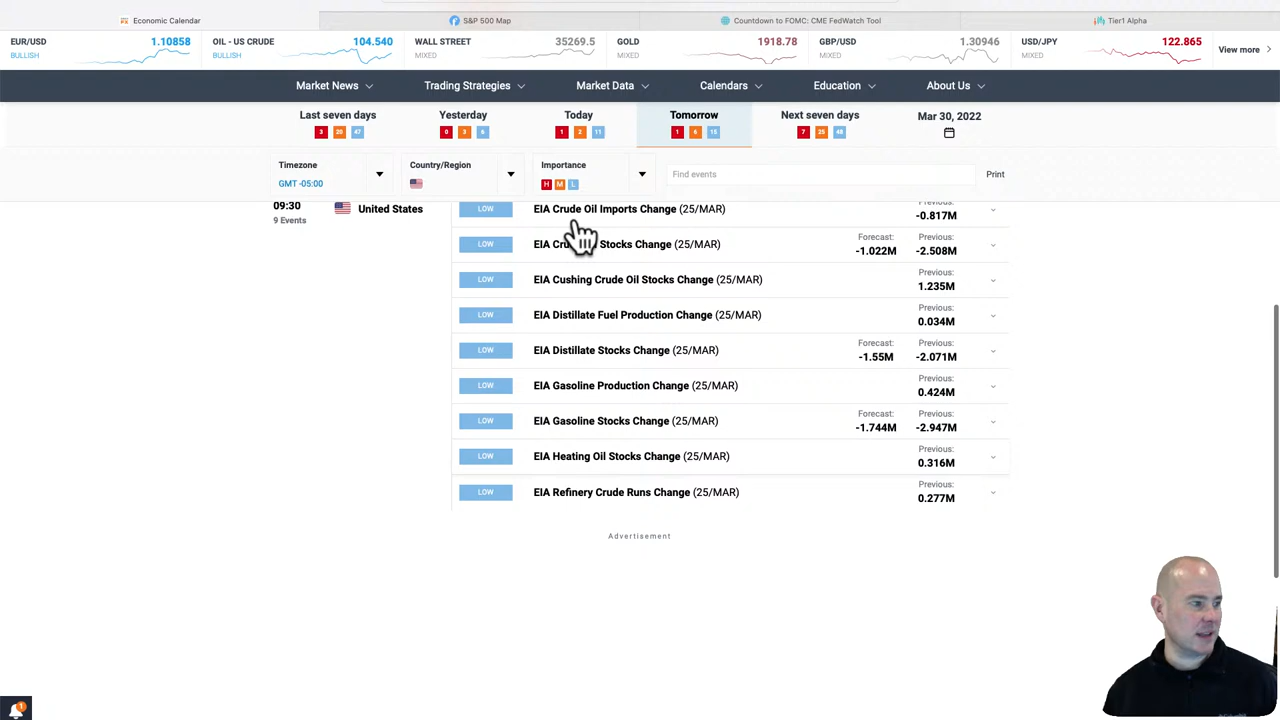 Economic Calendar
S&P 500 Map
Countdown to FOMC: CME FedWatch Tool
Tier1 Alpha
EUR/USD 1.10858
BULLISH
OIL - US CRUDE 104.540
BULLISH
WALL STREET 35269.5
MIXED
GOLD 1918.78
MIXED
GBP/USD 1.30946
MIXED
USD/JPY 122.865
MIXED
View more
Market News Trading Strategies Market Data Calendars Education About Us
Last seven days Yesterday Today Tomorrow Next seven days Mar 30, 2022
3 20 47 0 3 6 1 2 11 1 6 15 7 25 48
Timezone Country/Region Importance
GMT -05:00
H M L
Find events
Print
09:30 United States
9 Events
LOW EIA Crude Oil Imports Change (25/MAR) -0.817M
Forecast: Previous:
LOW EIA Stocks Change (25/MAR) -1.022M -2.508M
Previous:
LOW EIA Cushing Crude Oil Stocks Change (25/MAR) 1.235M
Previous:
LOW EIA Distillate Fuel Production Change (25/MAR) 0.034M
Forecast: Previous:
LOW EIA Distillate Stocks Change (25/MAR) -1.55M -2.071M
Previous:
LOW EIA Gasoline Production Change (25/MAR) 0.424M
Forecast: Previous:
LOW EIA Gasoline Stocks Change (25/MAR) -1.744M -2.947M
Previous:
LOW EIA Heating Oil Stocks Change (25/MAR) 0.316M
Previous:
LOW EIA Refinery Crude Runs Change (25/MAR) 0.277M
Advertisement
1